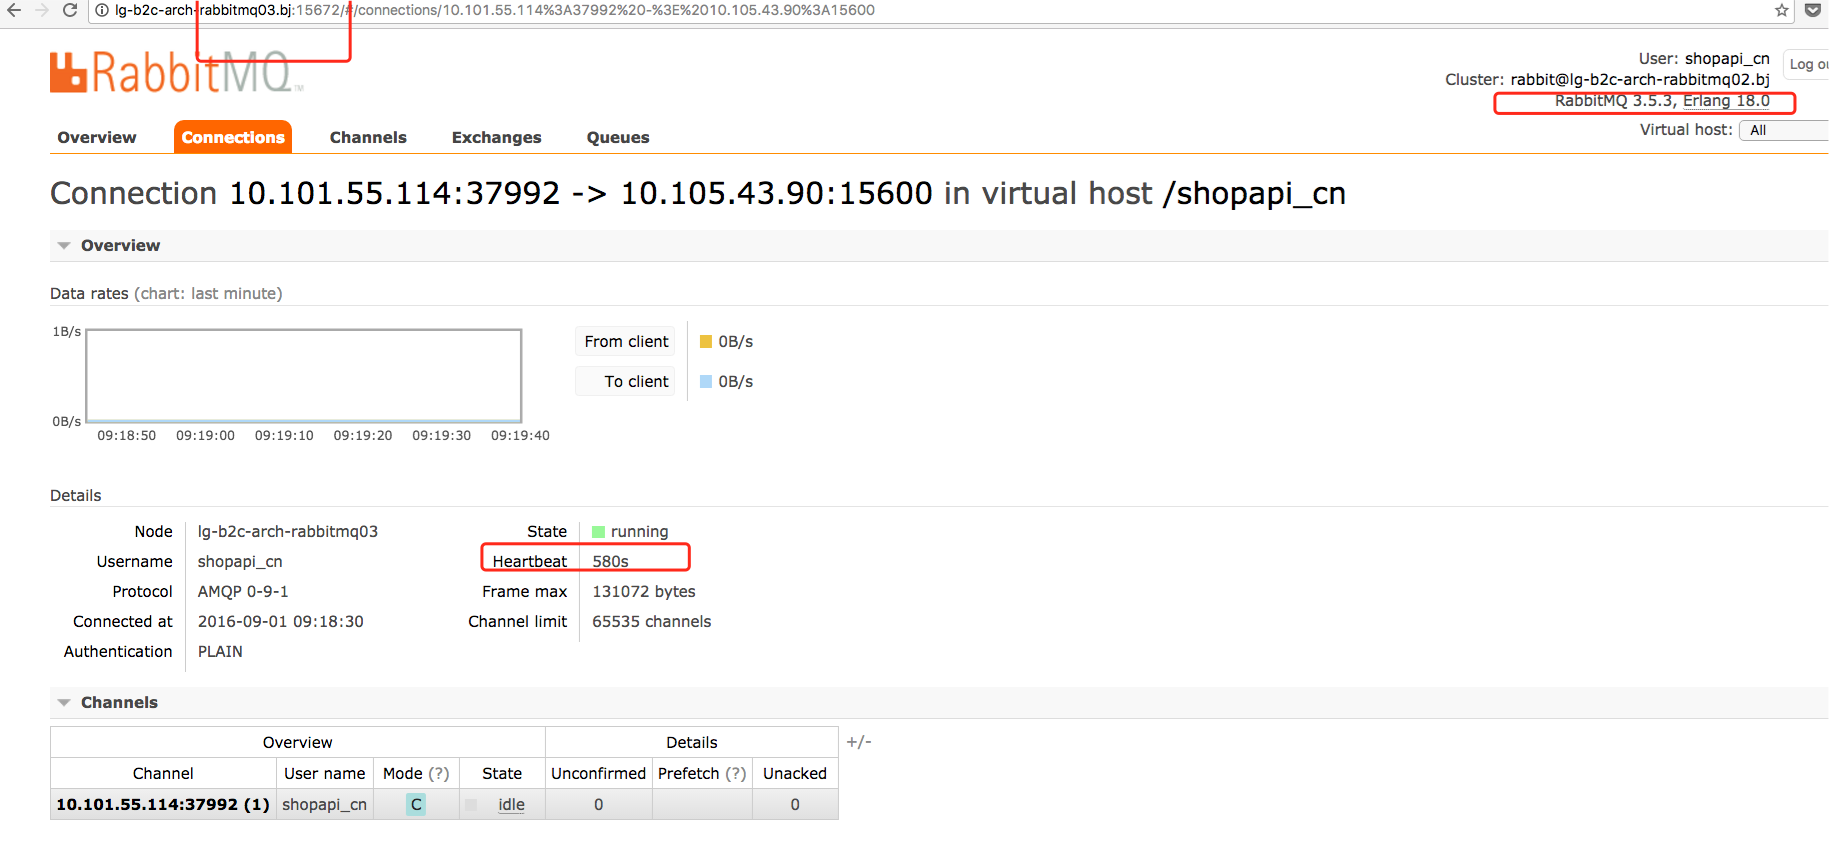 lg-b2c-arch-rabbitmq03.bj:15672/#/connections/10.101.55.114%3A37992%20-%3E%2010.105.43.90%3A15600
RabbitMQ™
User: shopapi_cn
Log ou
Cluster: rabbit@lg-b2c-arch-rabbitmq02.bj
RabbitMQ 3.5.3, Erlang 18.0
Virtual host: All
Overview Connections Channels Exchanges Queues
Connection 10.101.55.114:37992 -> 10.105.43.90:15600 in virtual host /shopapi_cn
Overview
Data rates (chart: last minute)
1B/s
0B/s
09:18:50 09:19:00 09:19:10 09:19:20 09:19:30 09:19:40
From client 0B/s
To client 0B/s
Details
Node lg-b2c-arch-rabbitmq03
Username shopapi_cn
Protocol AMQP 0-9-1
Connected at 2016-09-01 09:18:30
Authentication PLAIN
State running
Heartbeat 580s
Frame max 131072 bytes
Channel limit 65535 channels
Channels
Overview Details +/-
Channel User name Mode (?) State Unconfirmed Prefetch (?) Unacked
10.101.55.114:37992 (1) shopapi_cn C idle 0 0